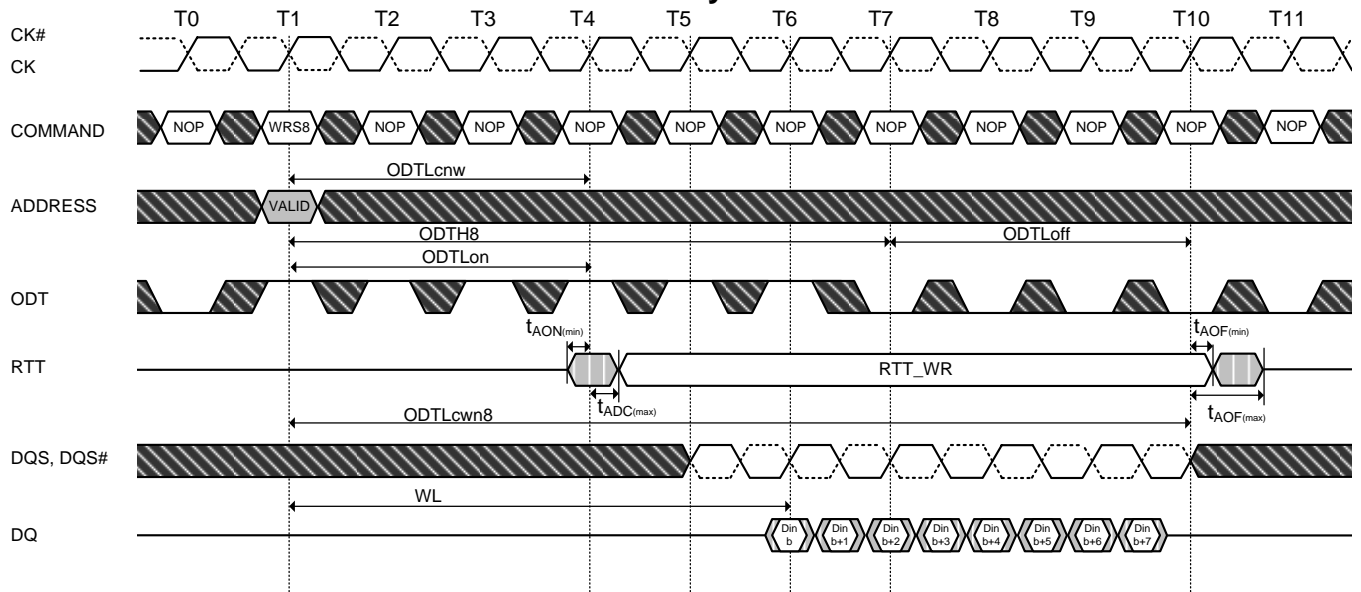 T0 T1 T2 T3 T4 T5 T6 T7 T8 T9 T10 T11
CK#
CK
COMMAND NOP WRS8 NOP NOP NOP NOP NOP NOP NOP NOP NOP NOP
ODTLcnw
ADDRESS VALID
ODTH8 ODTLoff
ODTLon
ODT
tAON(min) tAOF(min)
RTT RTT_WR
tADC(max) tAOF(max)
ODTLcwn8
DQS, DQS#
WL
DQ Din b Din b+1 Din b+2 Din b+3 Din b+4 Din b+5 Din b+6 Din b+7